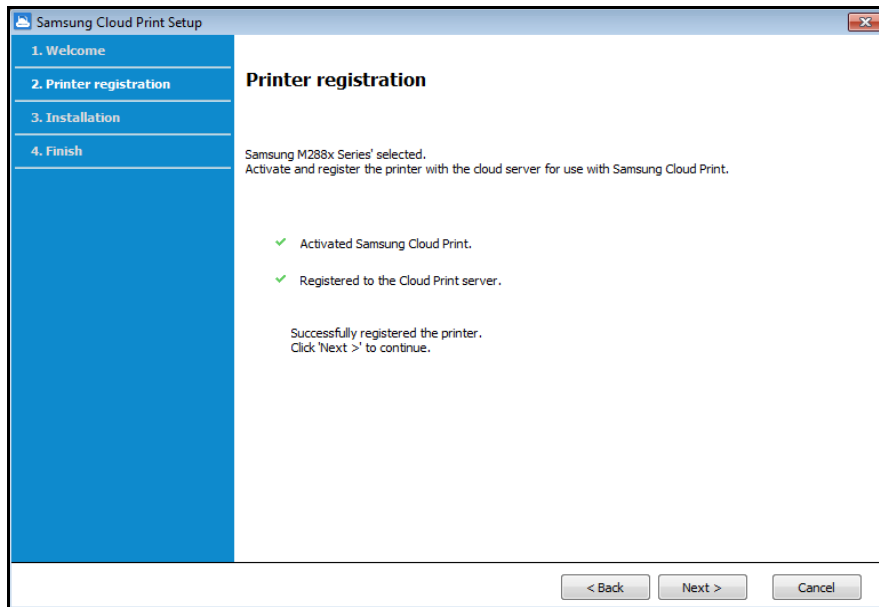 Samsung Cloud Print Setup
1. Welcome
2. Printer registration
3. Installation
4. Finish
Printer registration
Samsung M288x Series' selected.
Activate and register the printer with the cloud server for use with Samsung Cloud Print.
Activated Samsung Cloud Print.
Registered to the Cloud Print server.
Successfully registered the printer.
Click 'Next >' to continue.
< Back
Next >
Cancel